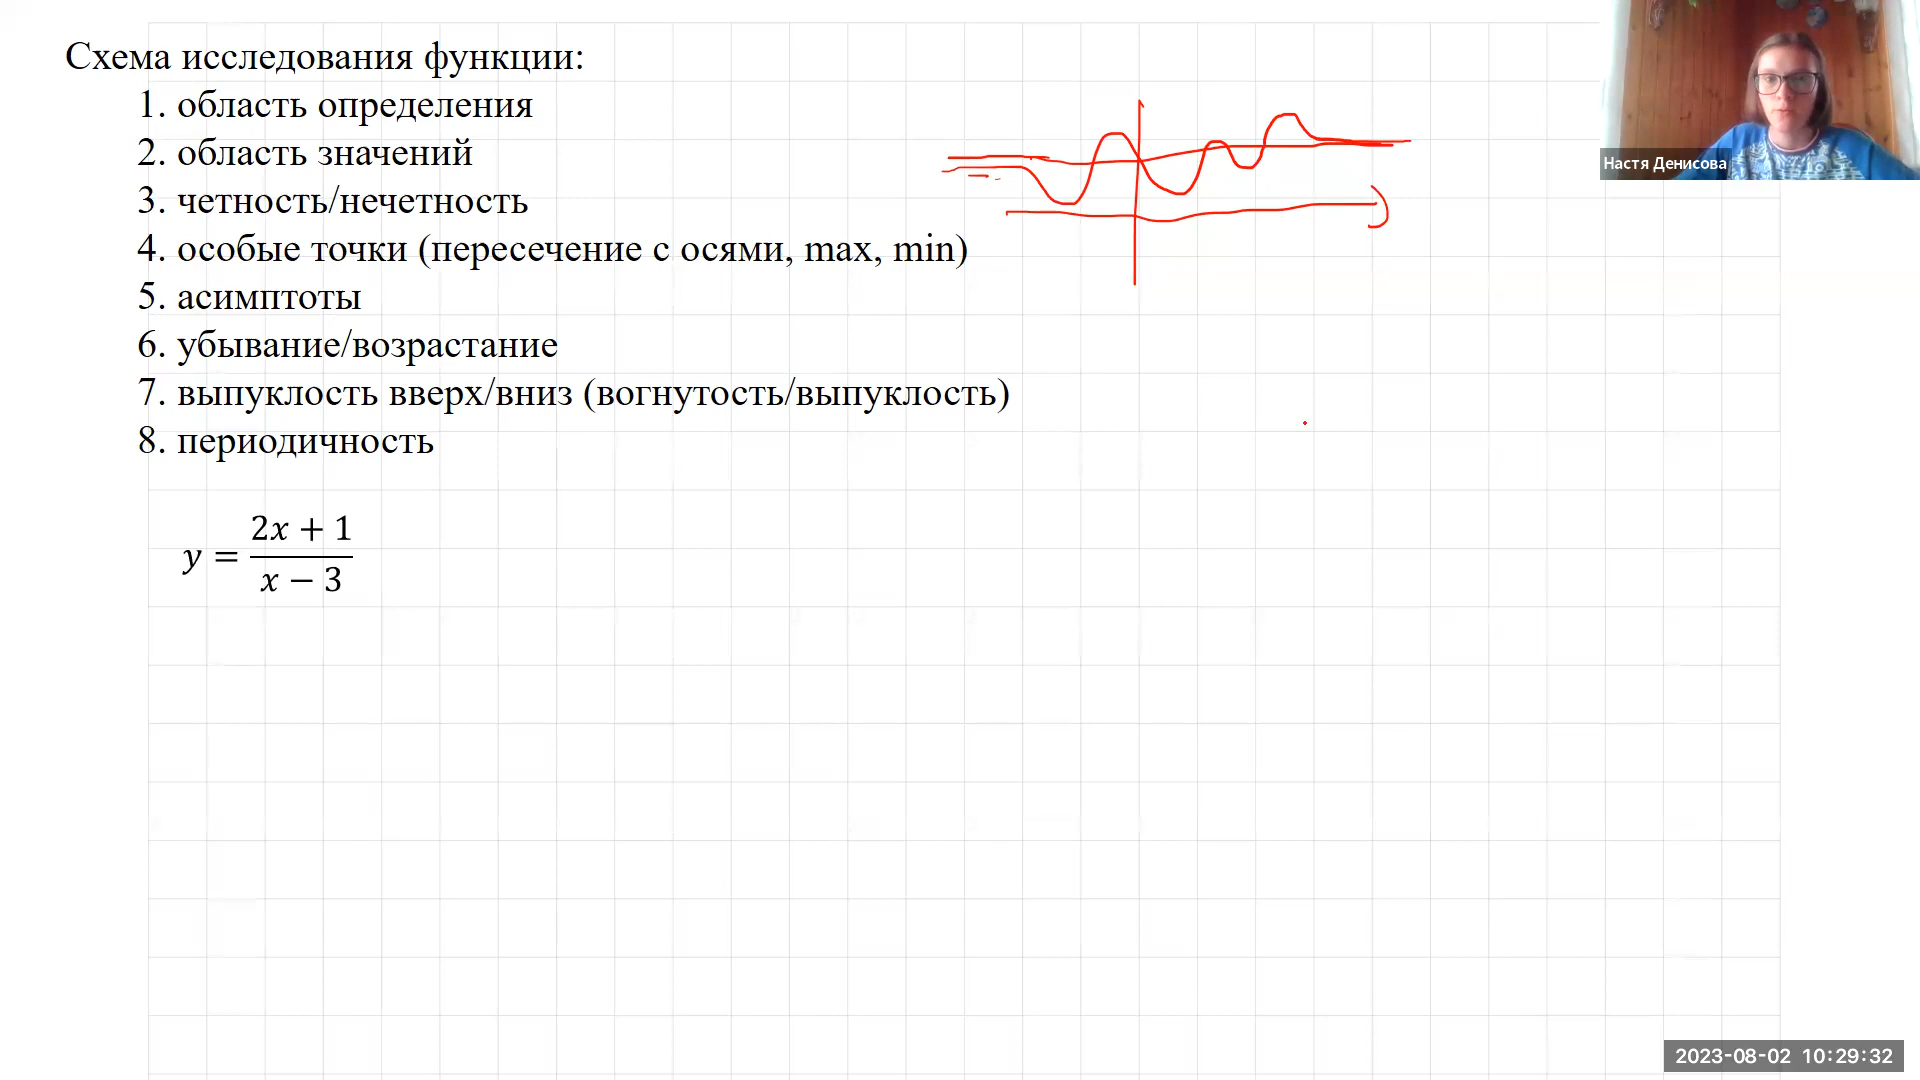 Схема исследования функции:
1. область определения
2. область значений
3. четность/нечетность
4. особые точки (пересечение с осями, max, min)
5. асимптоты
6. убывание/возрастание
7. выпуклость вверх/вниз (вогнутость/выпуклость)
8. периодичность
y = (2x + 1)/(x − 3)
Настя Денисова
2023-08-02 10:29:32